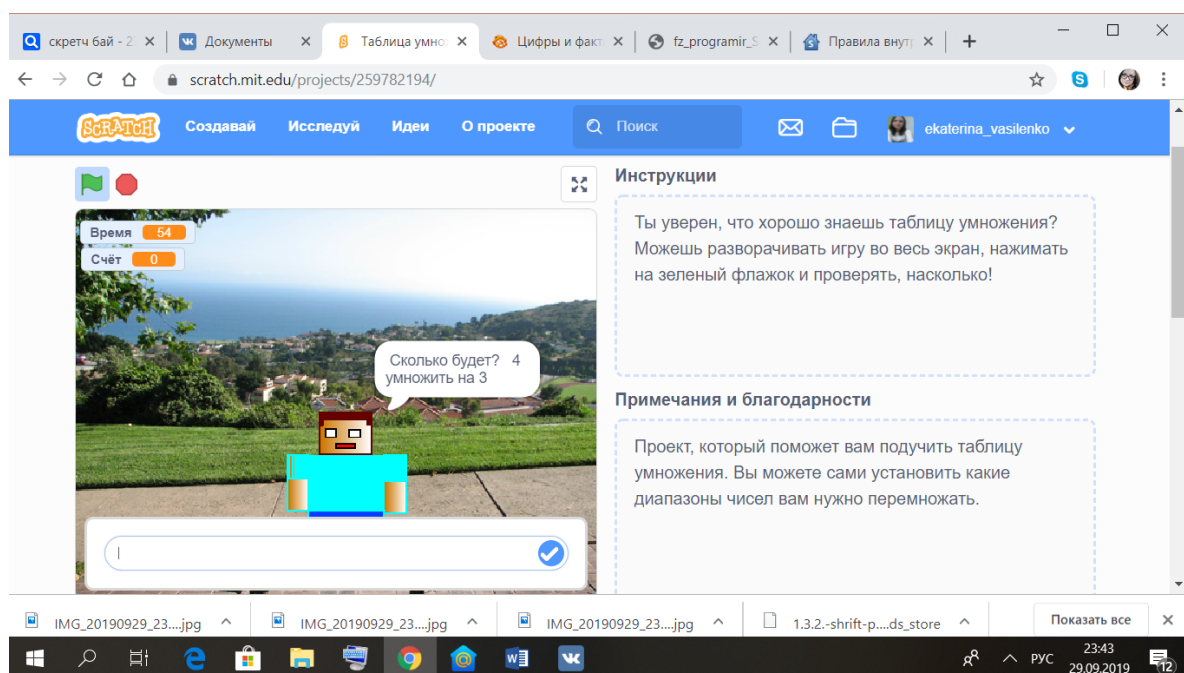 скретч бай - 2
Документы
Таблица умно
Цифры и факт
fz_programir_S
Правила внут
scratch.mit.edu/projects/259782194/
SCRATCH
Создавай
Исследуй
Идеи
О проекте
Поиск
ekaterina_vasilenko
Время 54
Счёт 0
Сколько будет? 4
умножить на 3
Инструкции
Ты уверен, что хорошо знаешь таблицу умножения?
Можешь разворачивать игру во весь экран, нажимать
на зеленый флажок и проверять, насколько!
Примечания и благодарности
Проект, который поможет вам подучить таблицу
умножения. Вы можете сами установить какие
диапазоны чисел вам нужно перемножать.
IMG_20190929_23....jpg
IMG_20190929_23....jpg
IMG_20190929_23....jpg
1.3.2.-shrift-p....ds_store
Показать все
РУС
23:43
29.09.2019
12